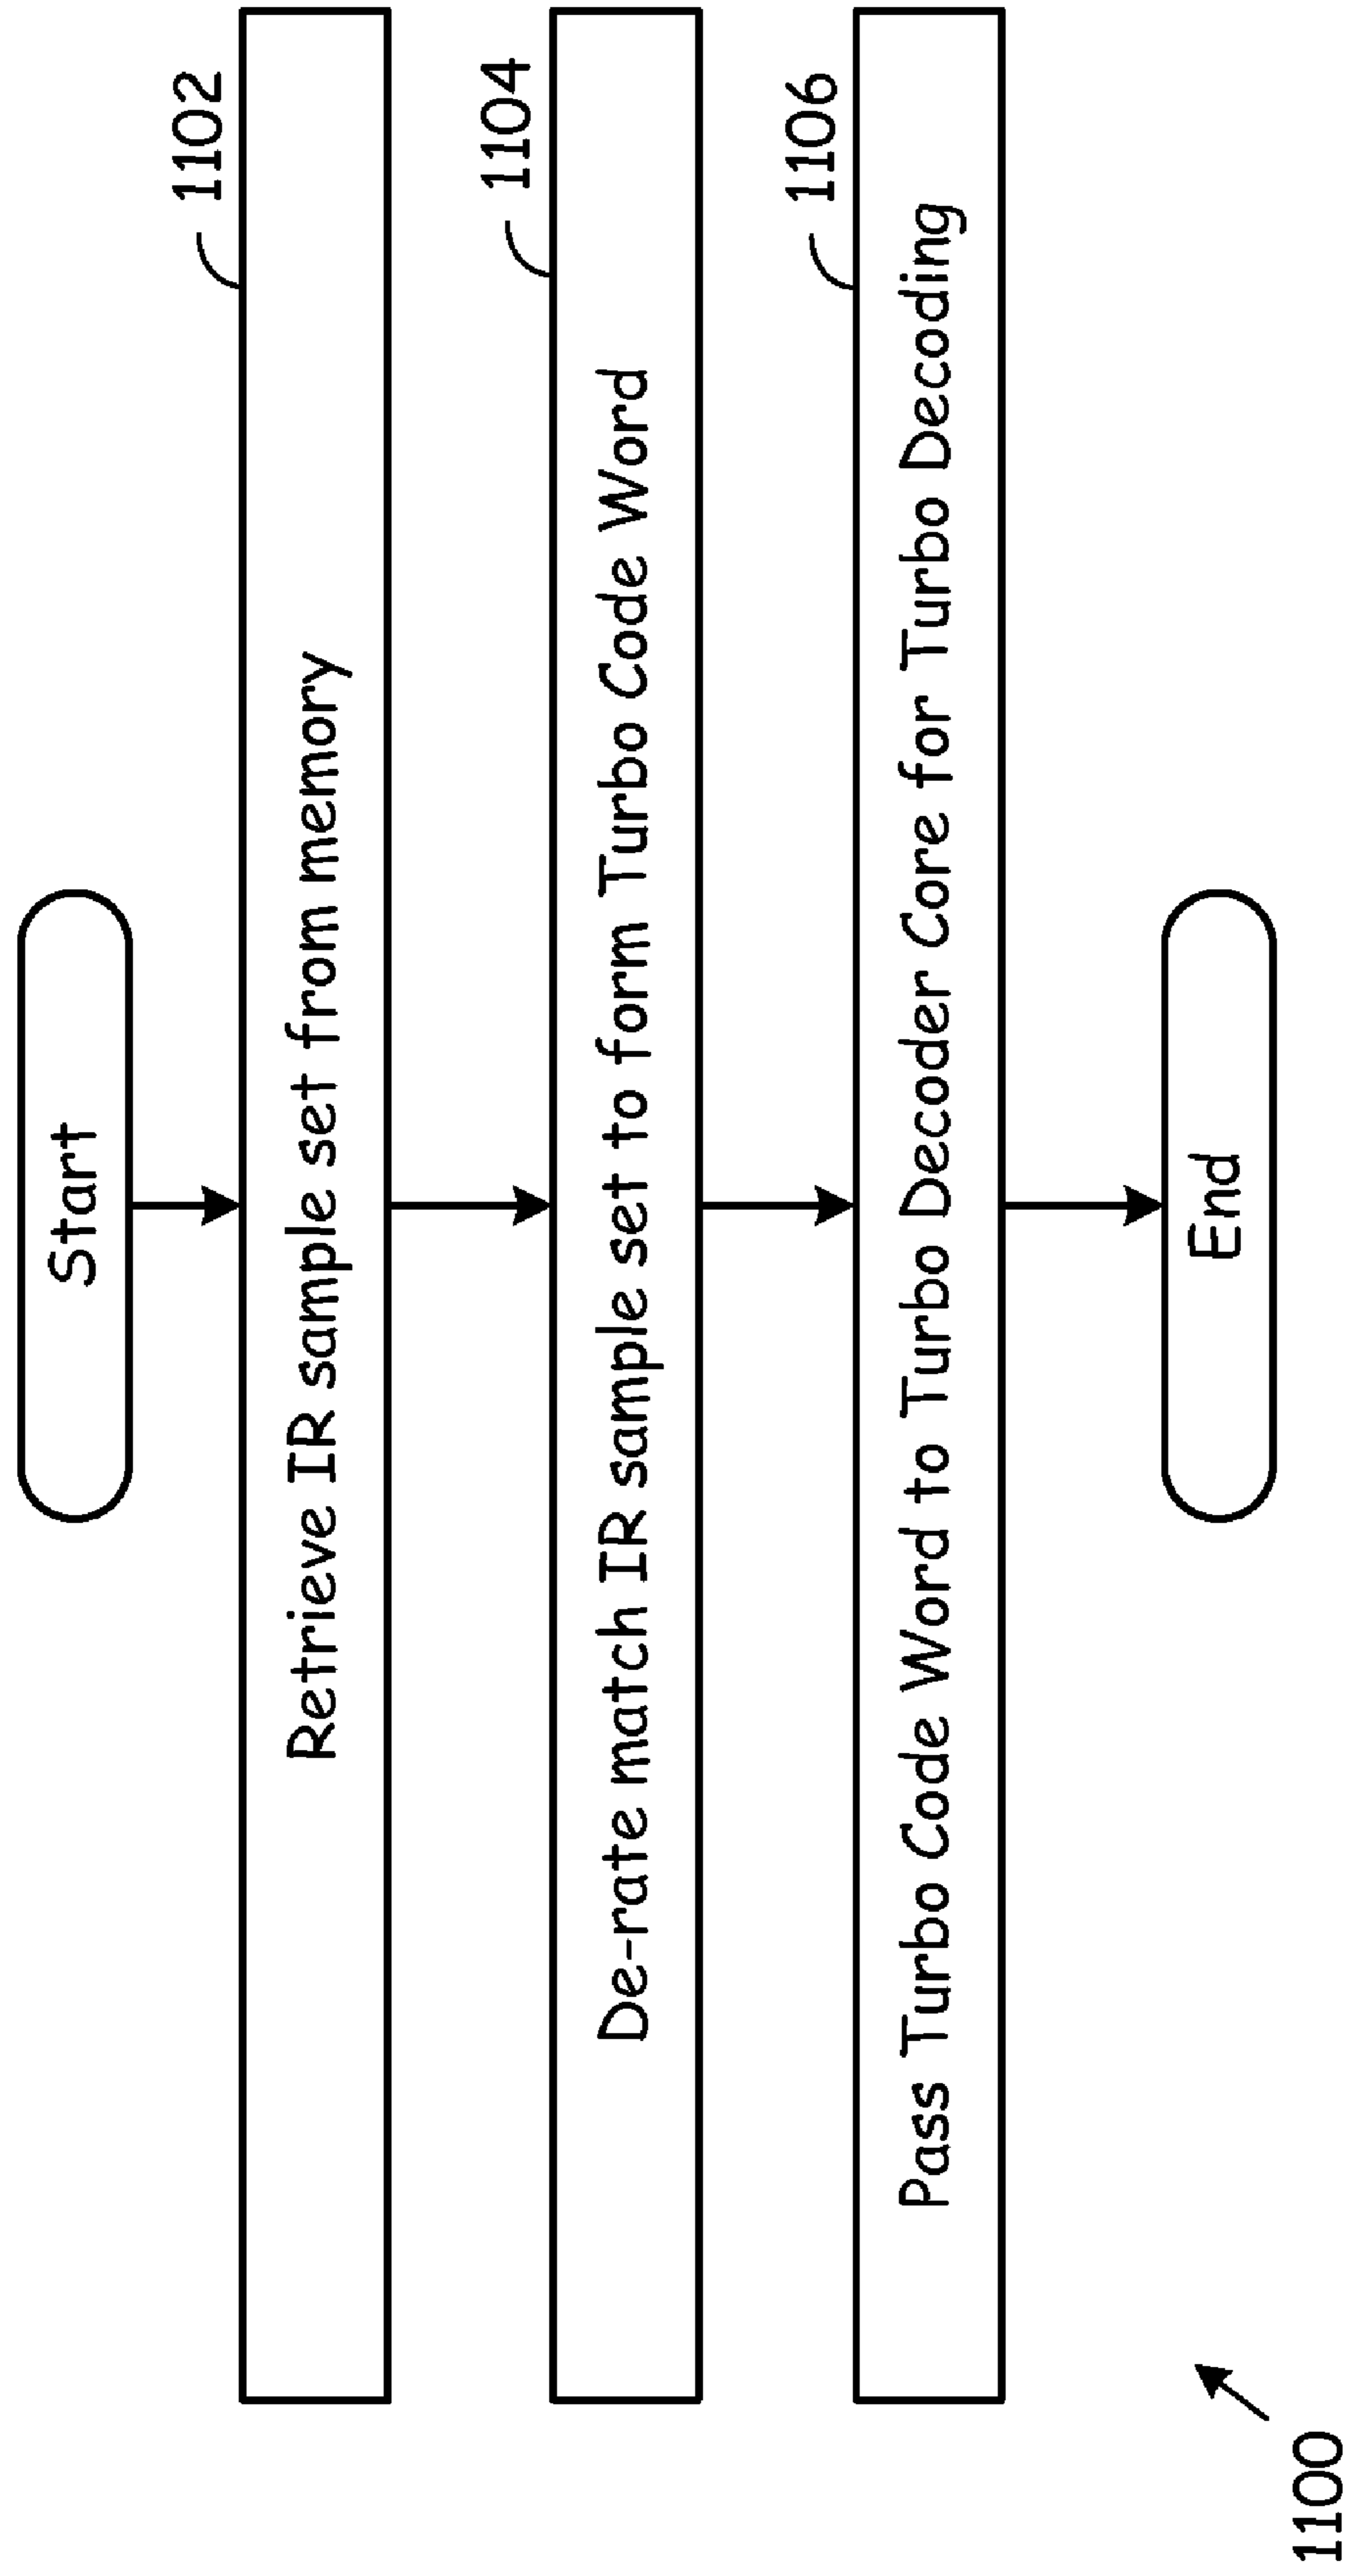 Start
1102
Retrieve IR sample set from memory
1104
De-rate match IR sample set to form Turbo Code Word
1106
Pass Turbo Code Word to Turbo Decoder Core for Turbo Decoding
End
1100